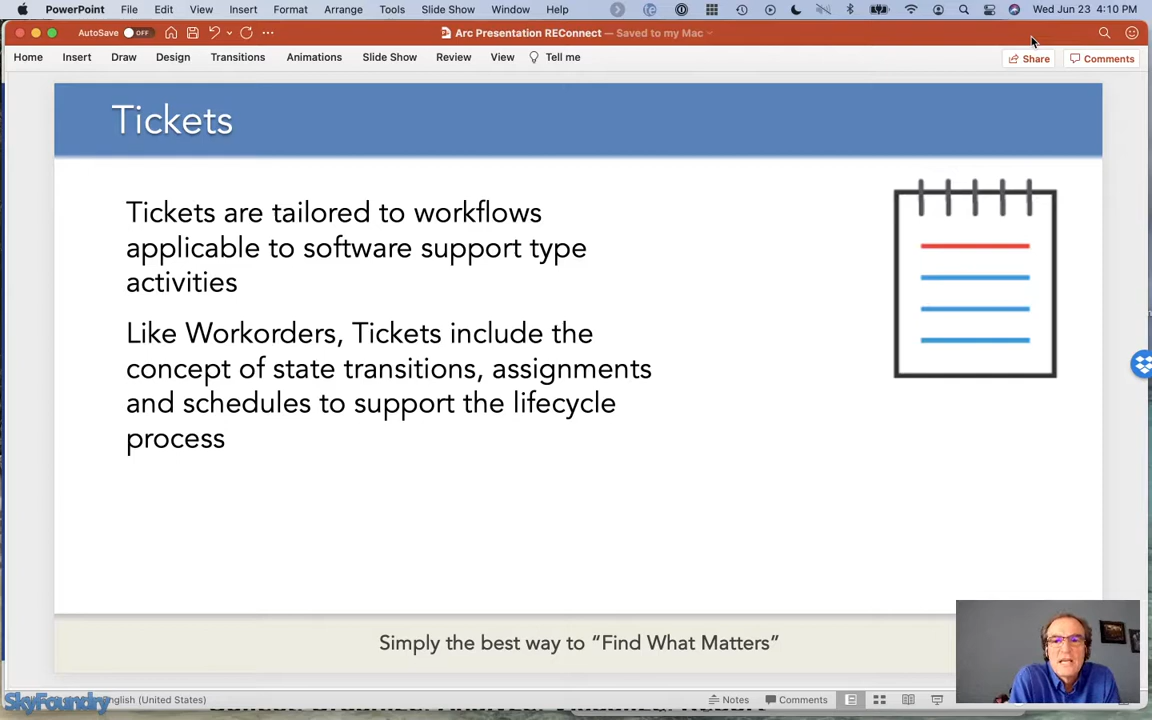 PowerPoint File Edit View Insert Format Arrange Tools Slide Show Window Help Wed Jun 23 4:10 PM
AutoSave OFF Arc Presentation REConnect — Saved to my Mac
Home Insert Draw Design Transitions Animations Slide Show Review View Tell me Share Comments
Tickets
Tickets are tailored to workflows
applicable to software support type
activities
Like Workorders, Tickets include the
concept of state transitions, assignments
and schedules to support the lifecycle
process
Simply the best way to “Find What Matters”
SkyFoundry English (United States) Notes Comments